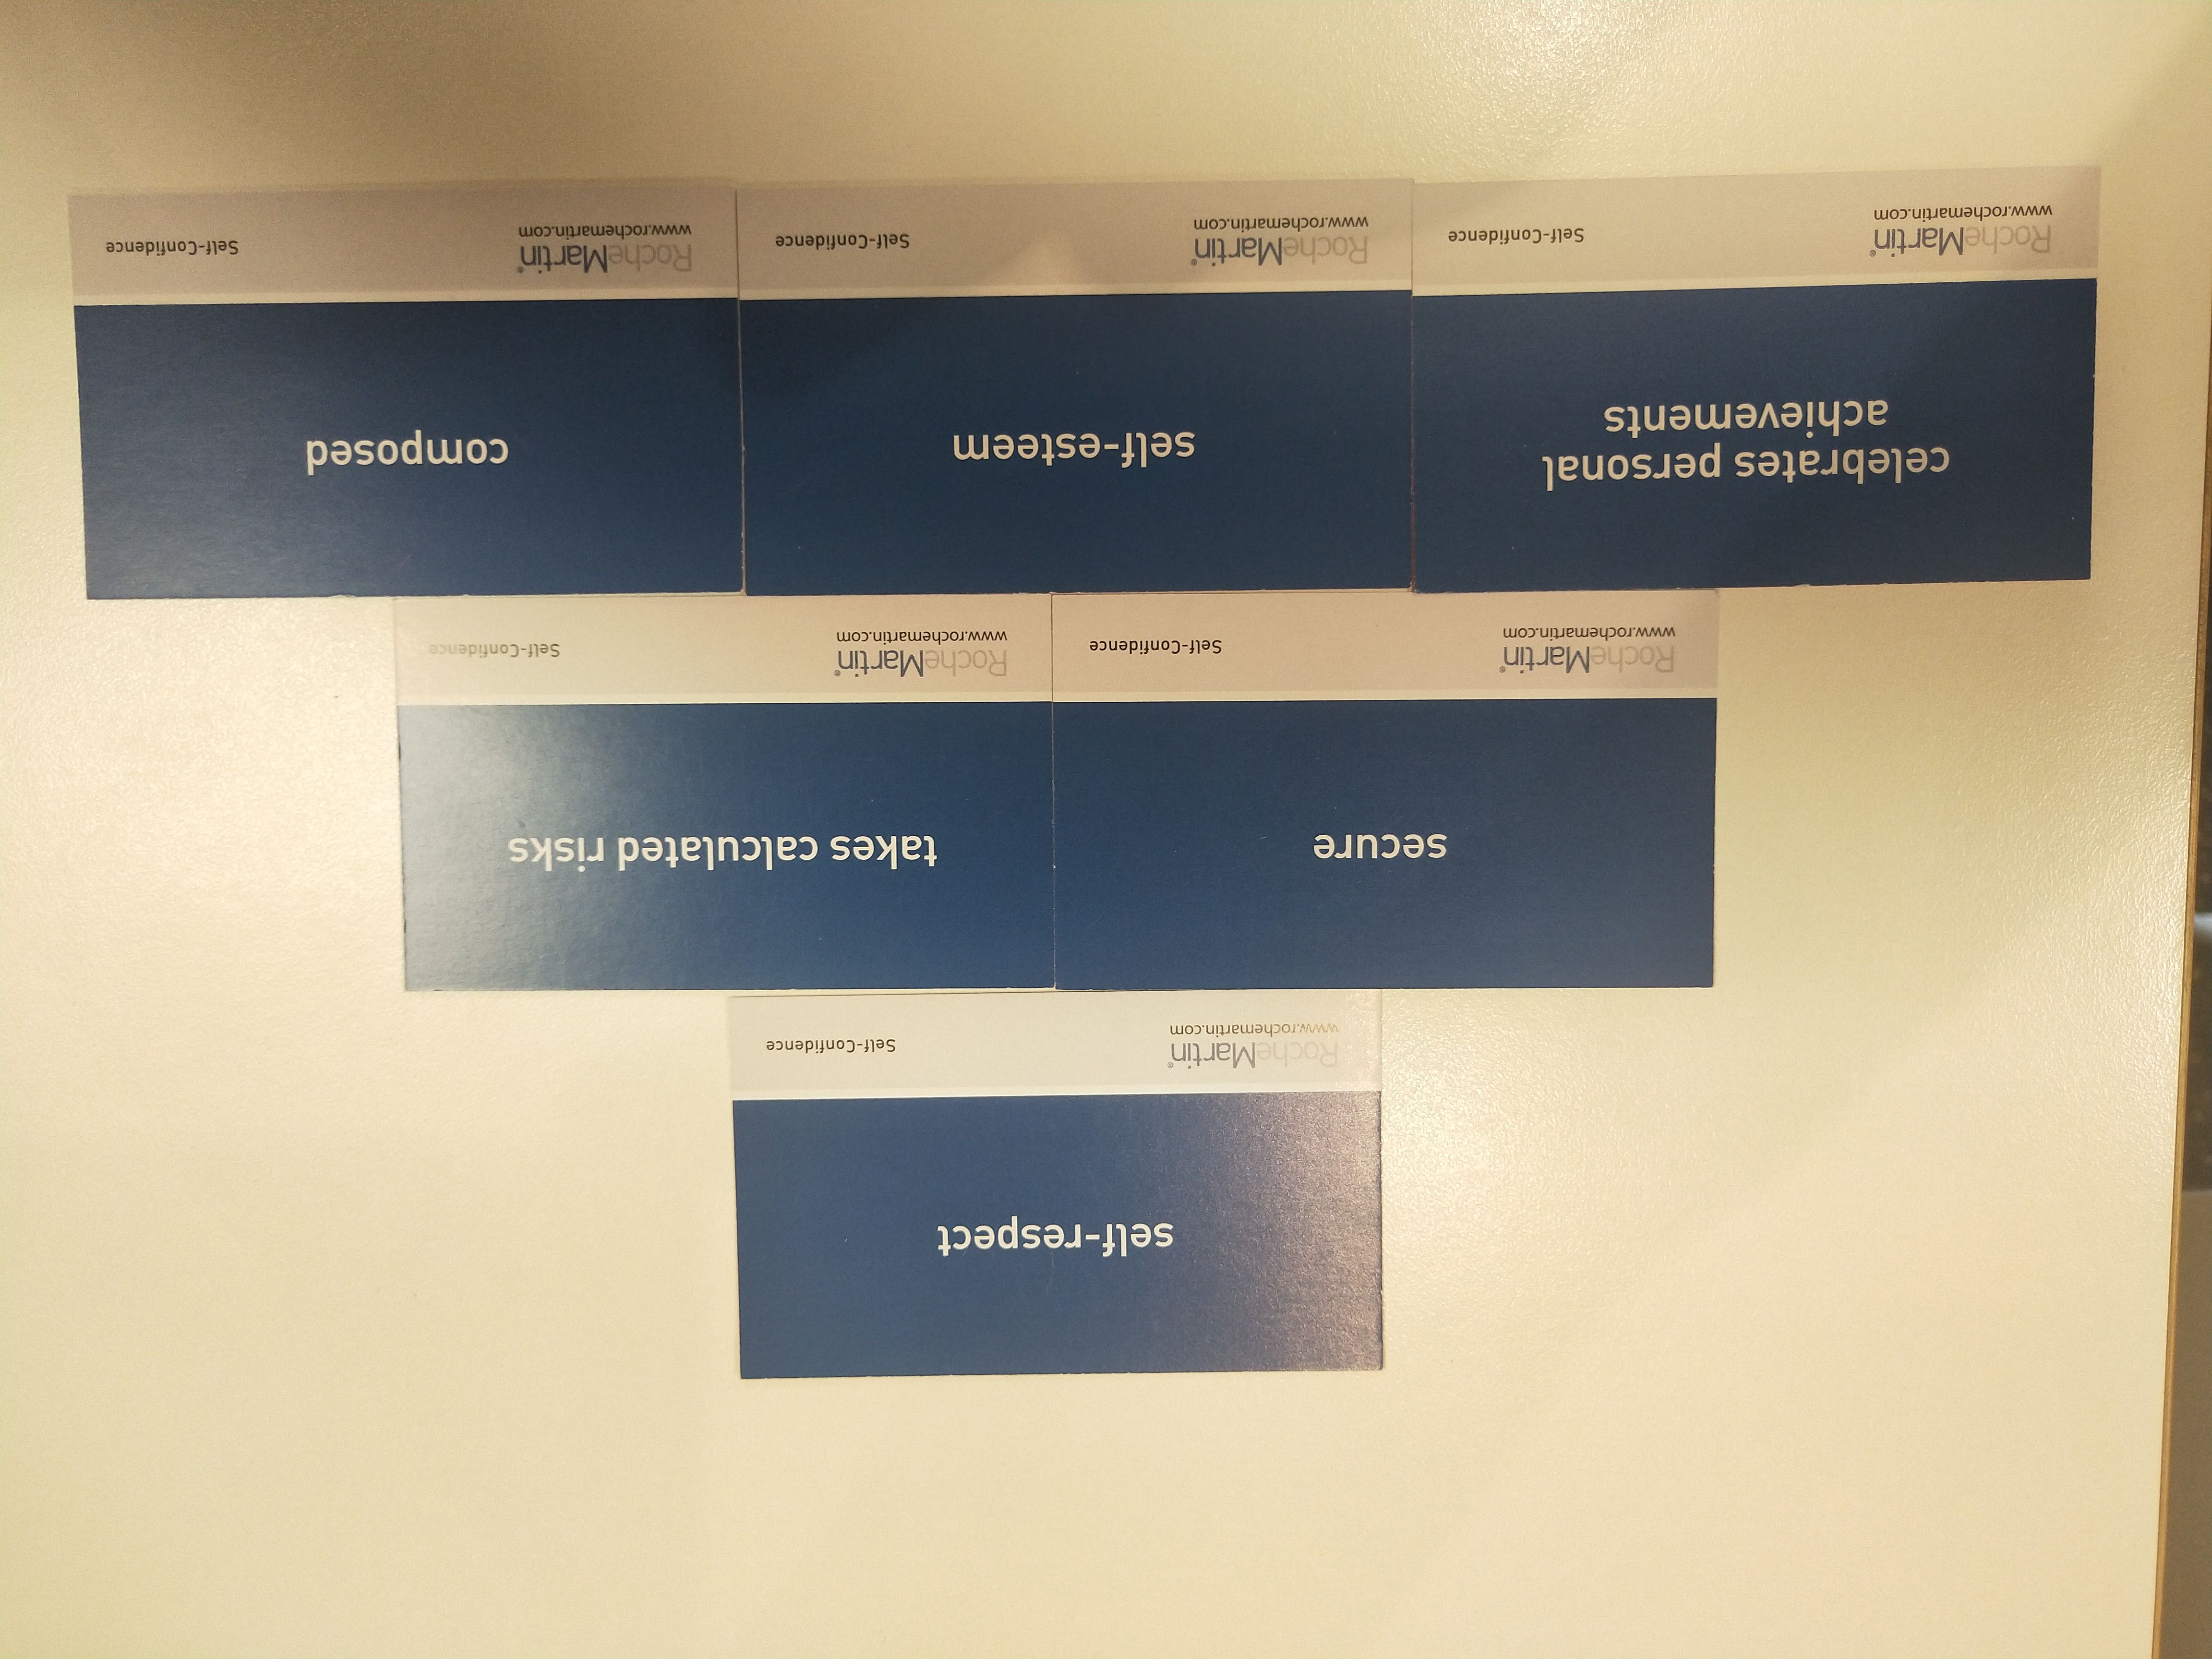 self-respect
RocheMartin®
www.rochemartin.com
Self-Confidence
secure
RocheMartin®
www.rochemartin.com
Self-Confidence
takes calculated risks
RocheMartin®
www.rochemartin.com
Self-Confidence
celebrates personal
achievements
RocheMartin®
www.rochemartin.com
Self-Confidence
self-esteem
RocheMartin®
www.rochemartin.com
Self-Confidence
composed
RocheMartin®
www.rochemartin.com
Self-Confidence